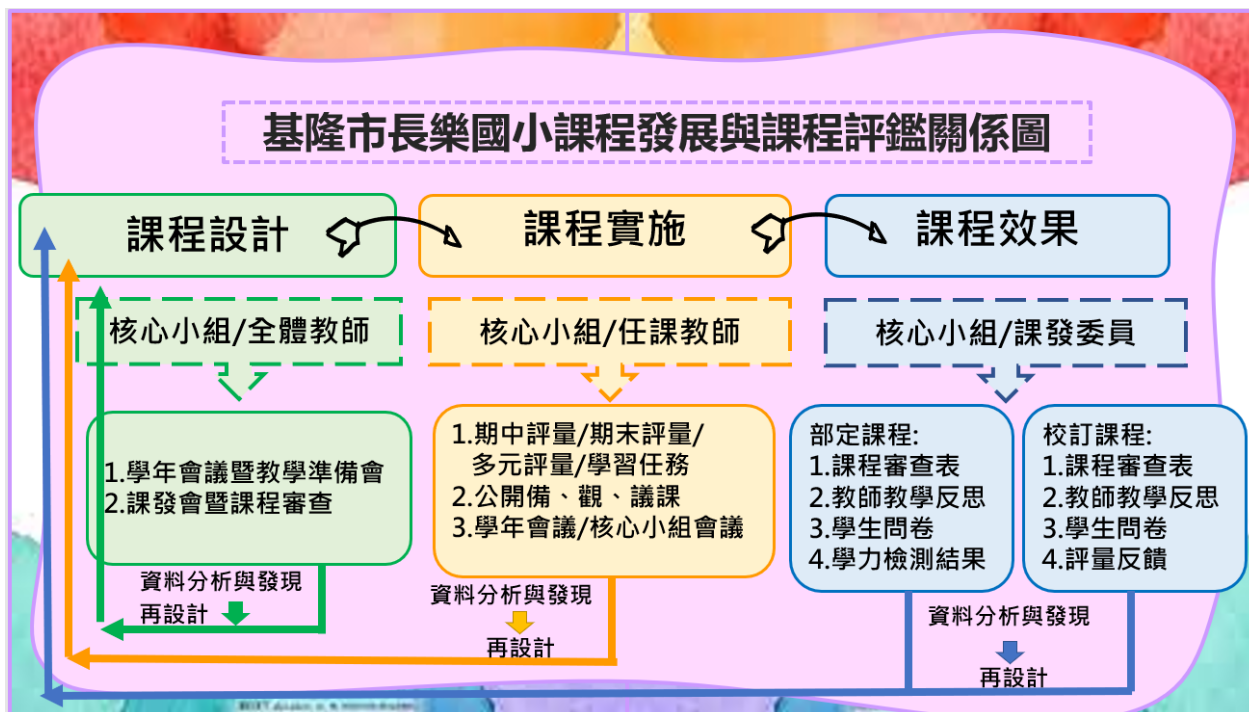 基隆市長樂國小課程發展與課程評鑑關係圖
課程設計
課程實施
課程效果
核心小組/全體教師
核心小組/任課教師
核心小組/課發委員
1.學年會議暨教學準備會
2.課發會暨課程審查
1.期中評量/期末評量/
多元評量/學習任務
2.公開備、觀、議課
3.學年會議/核心小組會議
部定課程:
1.課程審查表
2.教師教學反思
3.學生問卷
4.學力檢測結果
校訂課程:
1.課程審查表
2.教師教學反思
3.學生問卷
4.評量反饋
資料分析與發現
再設計
資料分析與發現
再設計
資料分析與發現
再設計